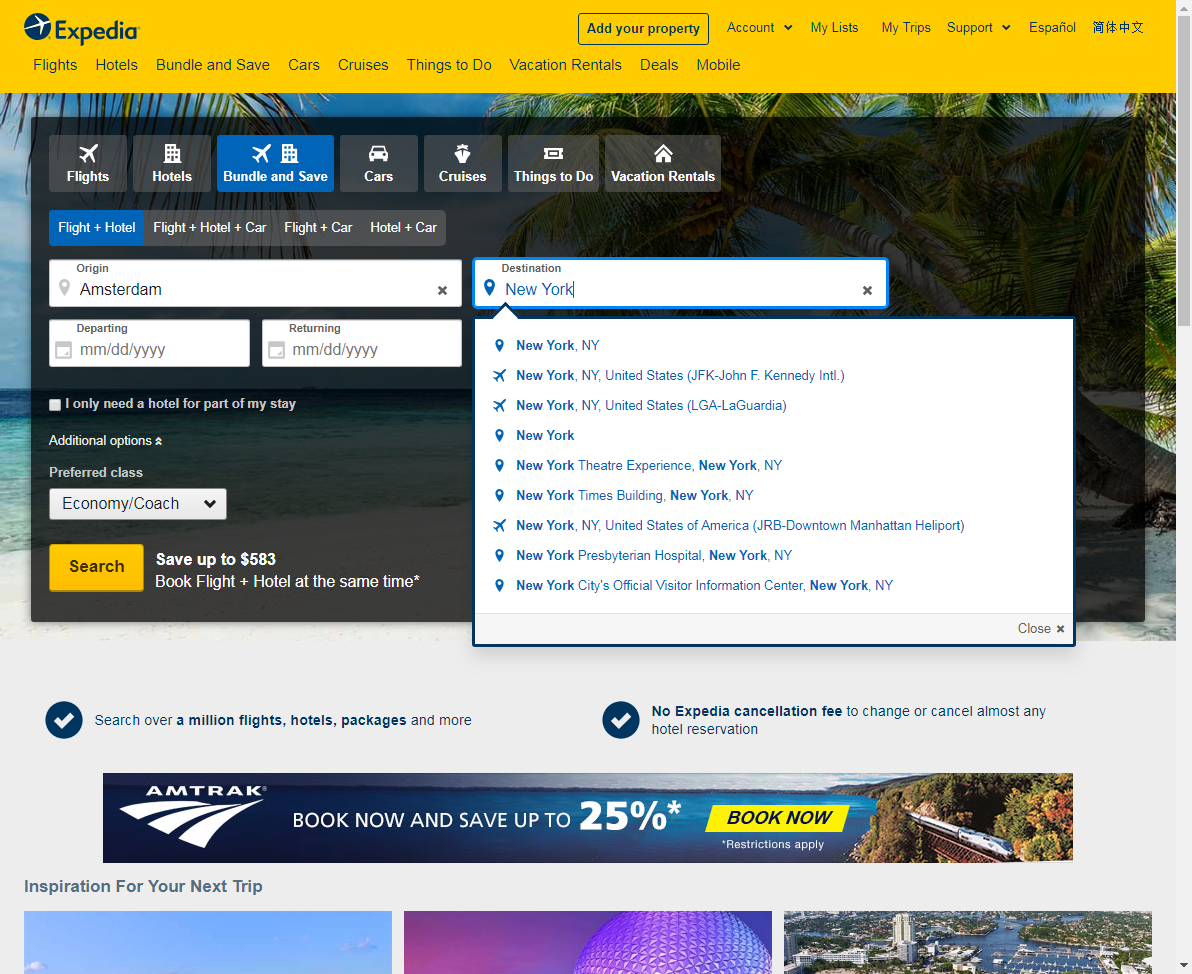 Expedia
Add your property
Account
My Lists
My Trips
Support
Español
简体中文
Flights
Hotels
Bundle and Save
Cars
Cruises
Things to Do
Vacation Rentals
Deals
Mobile
Flights
Hotels
Bundle and Save
Cars
Cruises
Things to Do
Vacation Rentals
Flight + Hotel
Flight + Hotel + Car
Flight + Car
Hotel + Car
Origin
Amsterdam
Destination
New York
Departing
mm/dd/yyyy
Returning
mm/dd/yyyy
New York, NY
New York, NY, United States (JFK-John F. Kennedy Intl.)
New York, NY, United States (LGA-LaGuardia)
New York
New York Theatre Experience, New York, NY
New York Times Building, New York, NY
New York, NY, United States of America (JRB-Downtown Manhattan Heliport)
New York Presbyterian Hospital, New York, NY
New York City's Official Visitor Information Center, New York, NY
Close
I only need a hotel for part of my stay
Additional options
Preferred class
Economy/Coach
Search
Save up to $583
Book Flight + Hotel at the same time*
Search over a million flights, hotels, packages and more
No Expedia cancellation fee to change or cancel almost any
hotel reservation
AMTRAK®
BOOK NOW AND SAVE UP TO 25%*
BOOK NOW
*Restrictions apply
Inspiration For Your Next Trip